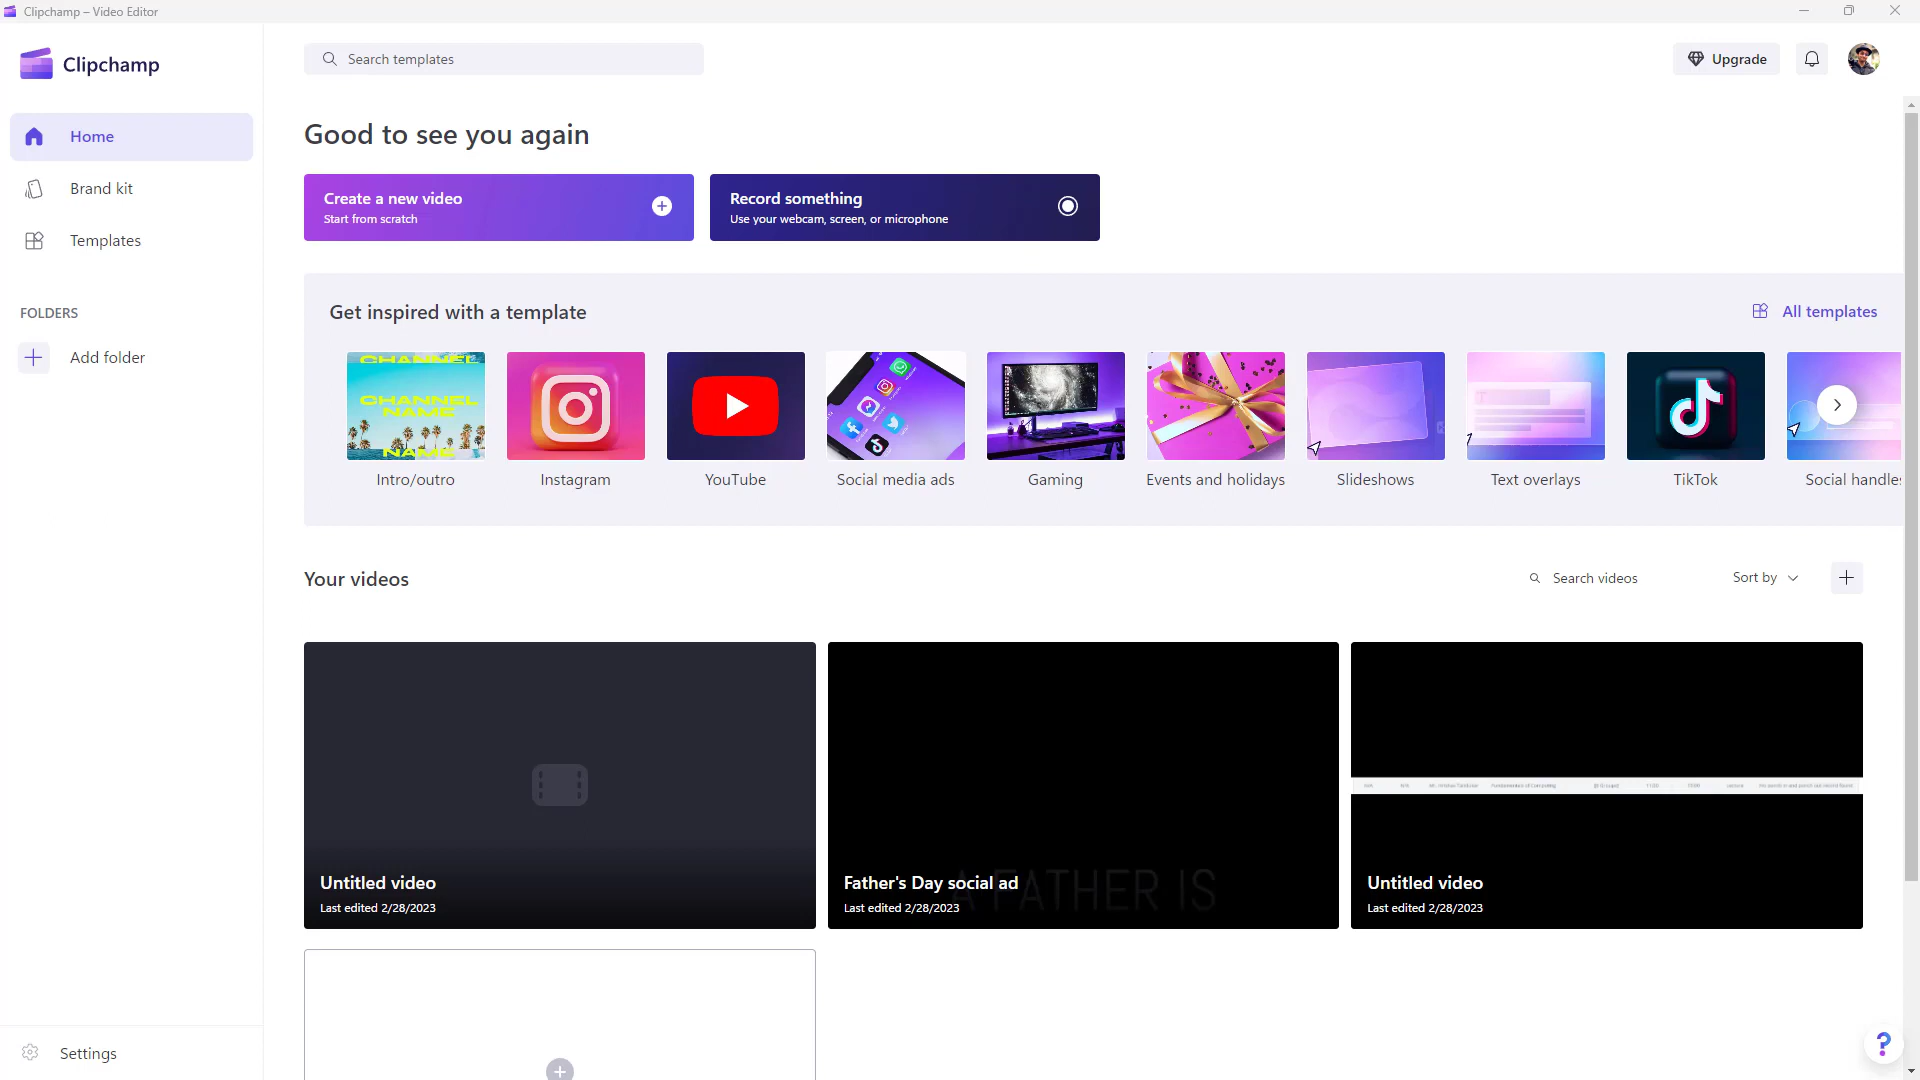 Clipchamp – Video Editor
Clipchamp
Search templates
Upgrade
Home
Brand kit
Templates
FOLDERS
Add folder
Settings
Good to see you again
Create a new video
Start from scratch
Record something
Use your webcam, screen, or microphone
Get inspired with a template
All templates
CHANNEL
CHANNEL
NAME
NAME
Intro/outro
Instagram
YouTube
Social media ads
Gaming
Events and holidays
Slideshows
Text overlays
TikTok
Social handles
Your videos
Search videos
Sort by
Untitled video
Last edited 2/28/2023
A FATHER IS
Father's Day social ad
Last edited 2/28/2023
Untitled video
Last edited 2/28/2023
?